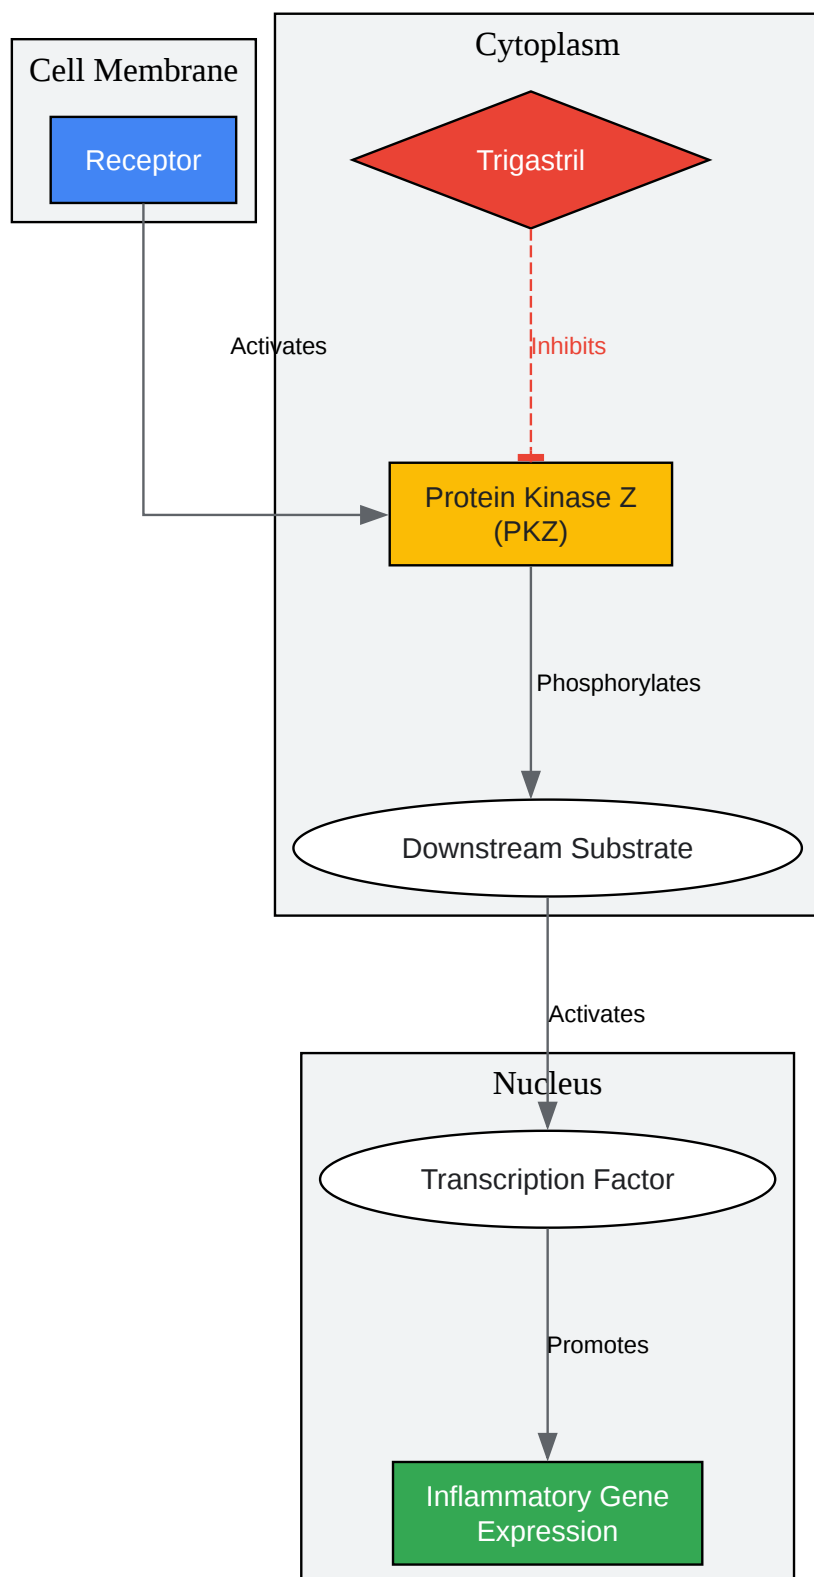 Cell Membrane
Receptor
Cytoplasm
Trigastril
Activates
Inhibits
Protein Kinase Z
(PKZ)
Phosphorylates
Downstream Substrate
Activates
Nucleus
Transcription Factor
Promotes
Inflammatory Gene
Expression